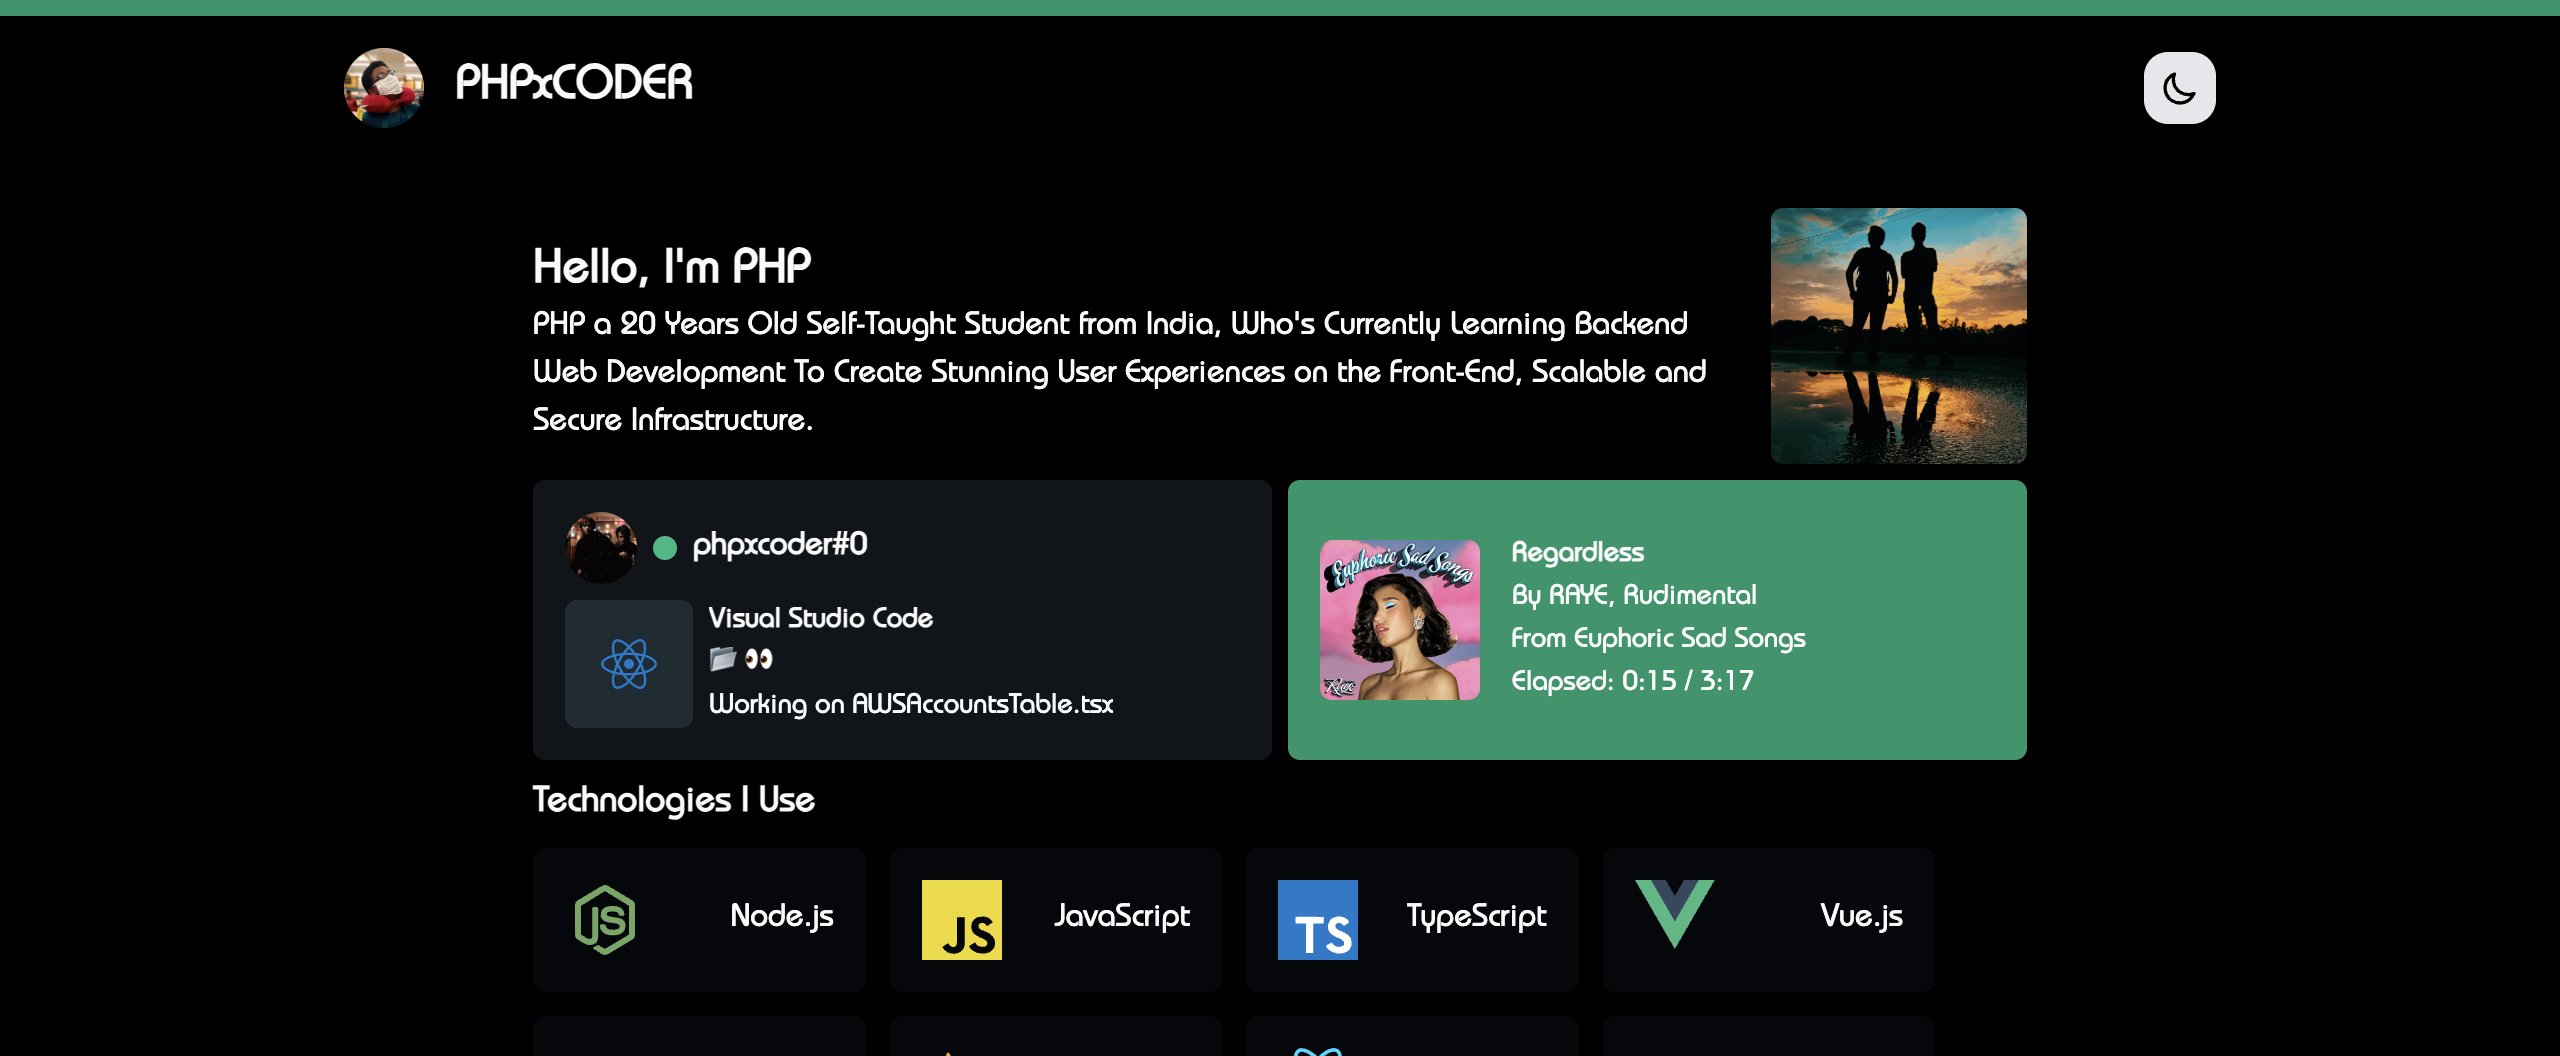 PHPxCODER
Hello, I'm PHP
PHP a 20 Years Old Self-Taught Student from India, Who's Currently Learning Backend
Web Development To Create Stunning User Experiences on the Front-End, Scalable and
Secure Infrastructure.
phpxcoder#0
Visual Studio Code
📂 👀
Working on AWSAccountsTable.tsx
Euphoric Sad Songs
Raye
Regardless
By RAYE, Rudimental
From Euphoric Sad Songs
Elapsed: 0:15 / 3:17
Technologies I Use
JS
Node.js
JS
JavaScript
TS
TypeScript
Vue.js